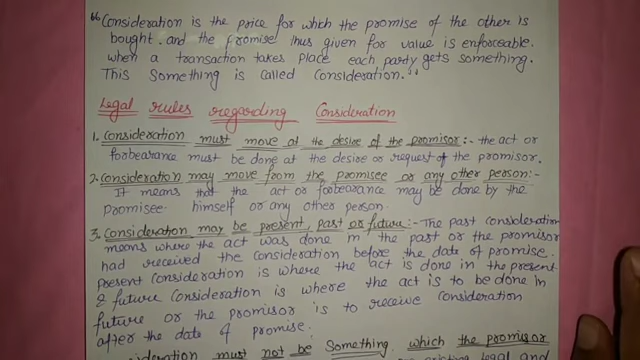 "Consideration is the price for which the promise of the other is
bought. and the promise thus given for value is enforceable.
when a transaction takes place each party gets something.
This something is called consideration."
Legal rules regarding Consideration
1. Consideration must move at the desire of the promisor:- the act or
forbearance must be done at the desire or request of the promisor.
2. Consideration may move from the promisee or any other person:-
It means that the act or forbearance may be done by the
promisee himself or any other person.
3. Consideration may be present, past or future:- The past consideration
means where the act was done in the past or the promisor
had received the consideration before the date of promise.
present consideration is where the act is done in the present
& future consideration is where the act is to be done in
future or the promisor is to receive consideration
after the date of promise.
consideration must not be something which the promisor
existing legal and